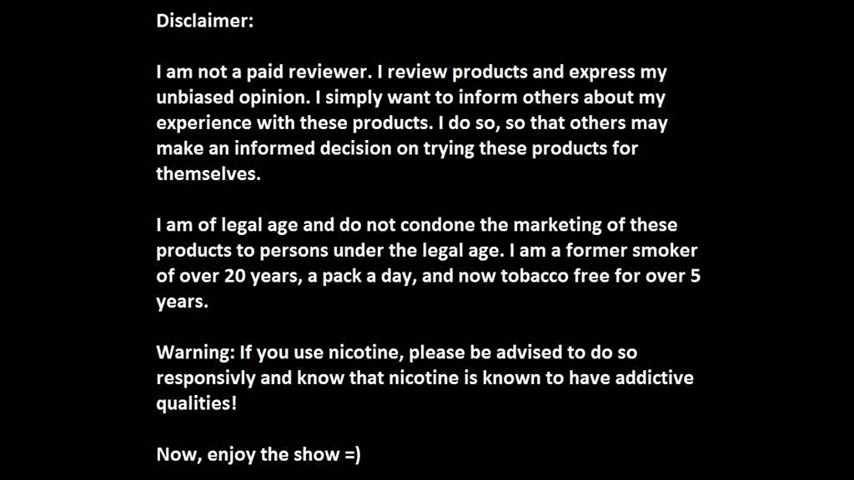 Disclaimer:
I am not a paid reviewer. I review products and express my
unbiased opinion. I simply want to inform others about my
experience with these products. I do so, so that others may
make an informed decision on trying these products for
themselves.
I am of legal age and do not condone the marketing of these
products to persons under the legal age. I am a former smoker
of over 20 years, a pack a day, and now tobacco free for over 5
years.
Warning: If you use nicotine, please be advised to do so
responsivly and know that nicotine is known to have addictive
qualities!
Now, enjoy the show =)